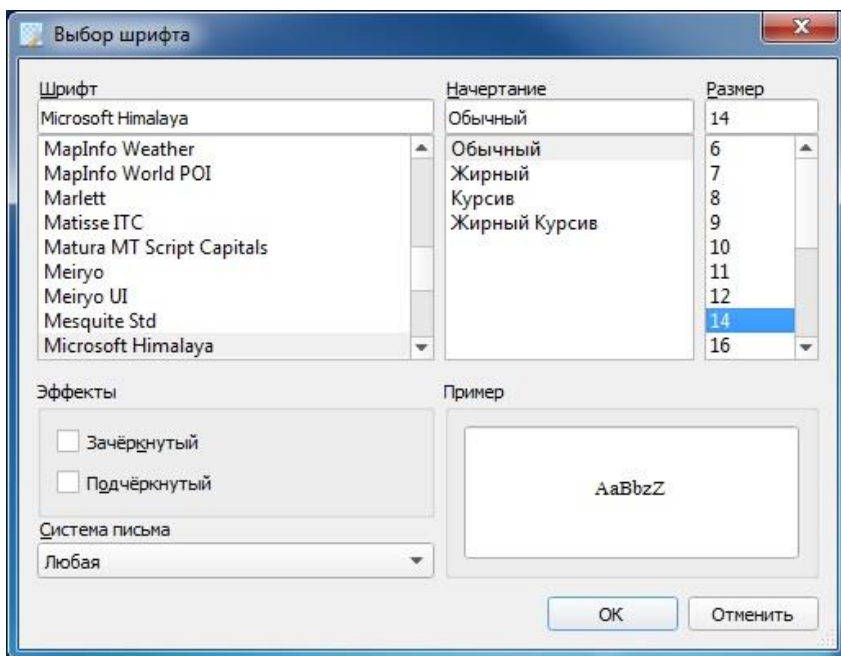 Выбор шрифта
Шрифт
Microsoft Himalaya
MapInfo Weather
MapInfo World POI
Marlett
Matisse ITC
Matura MT Script Capitals
Meiryo
Meiryo UI
Mesquite Std
Microsoft Himalaya
Начертание
Обычный
Обычный
Жирный
Курсив
Жирный Курсив
Размер
14
6
7
8
9
10
11
12
14
16
Эффекты
Зачёркнутый
Подчёркнутый
Система письма
Любая
Пример
AaBbzZ
OK
Отменить